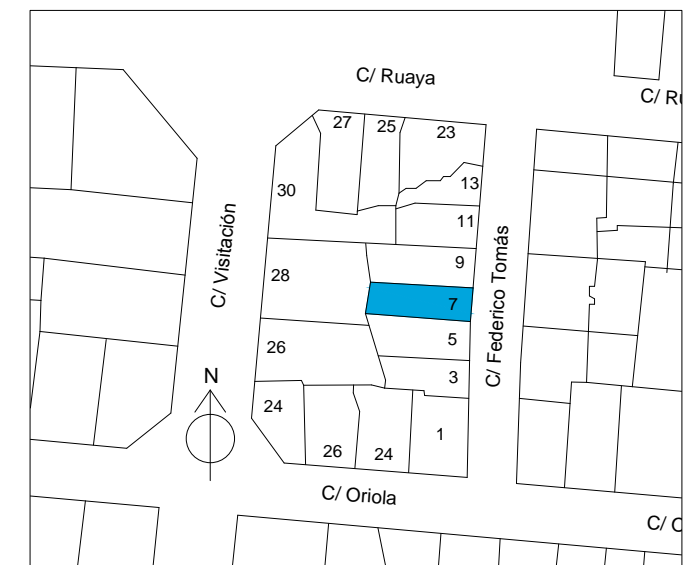 C/ Ruaya
C/ Ru
27
25
23
13
30
11
C/ Visitación
9
28
C/ Federico Tomás
7
5
26
3
N
24
1
26
24
C/ Oriola
C/ C